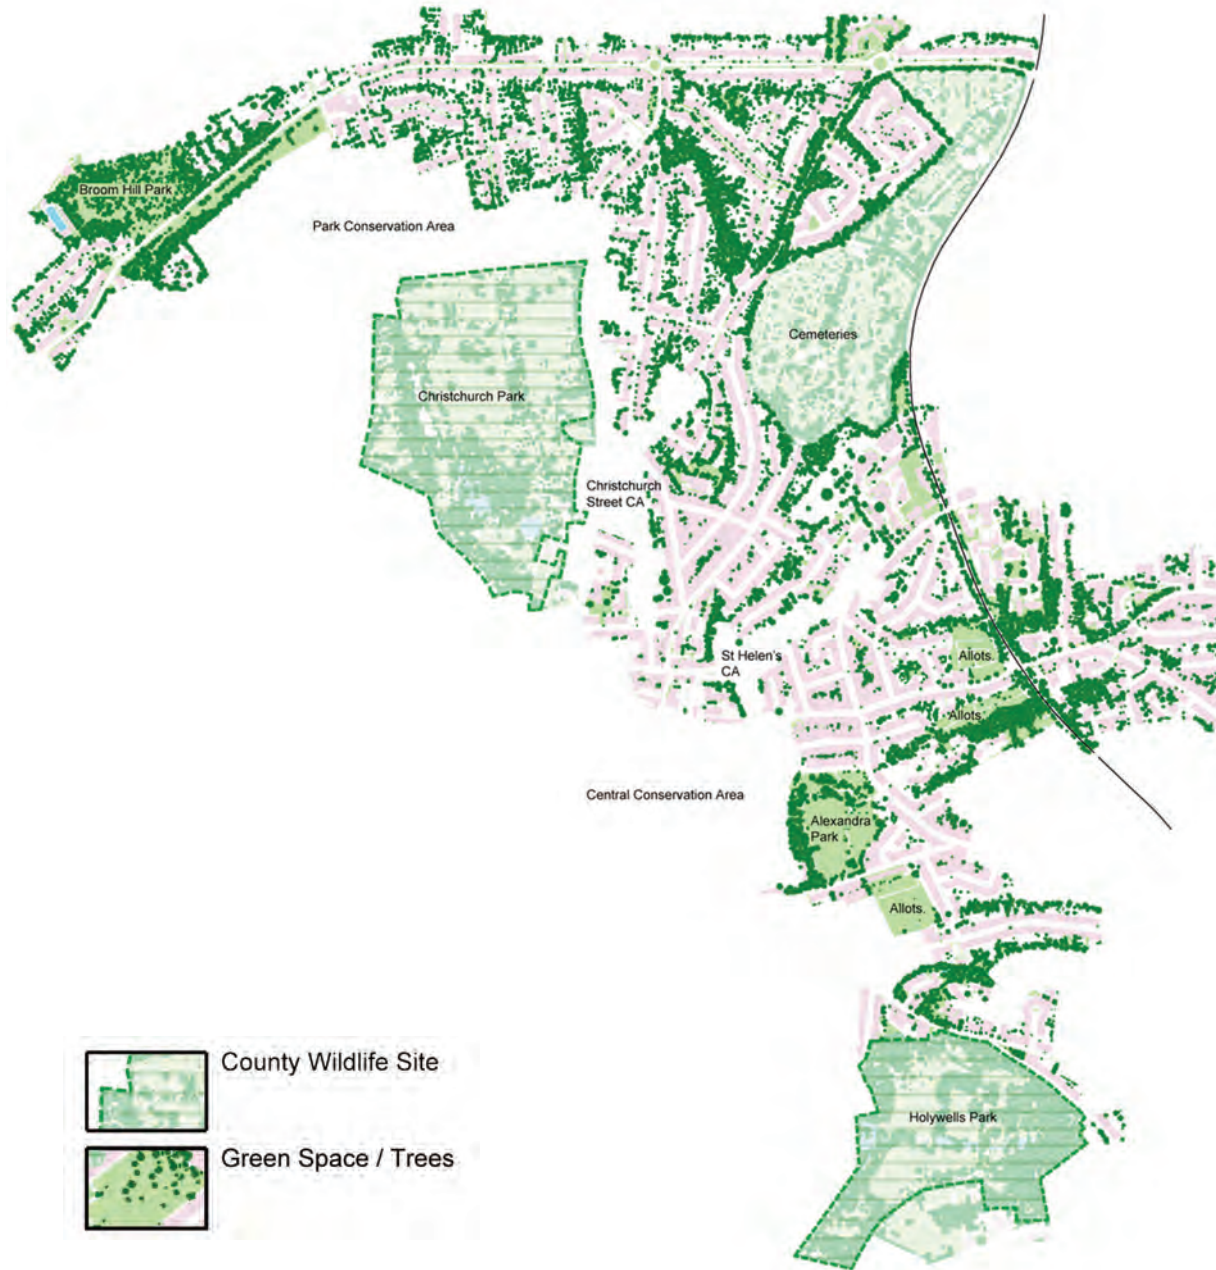 Broom Hill Park
Park Conservation Area
Cemeteries
Christchurch Park
Christchurch
Street CA
St Helen's
CA
Allots.
Allots.
Central Conservation Area
Alexandra
Park
Allots.
County Wildlife Site
Holywells Park
Green Space / Trees